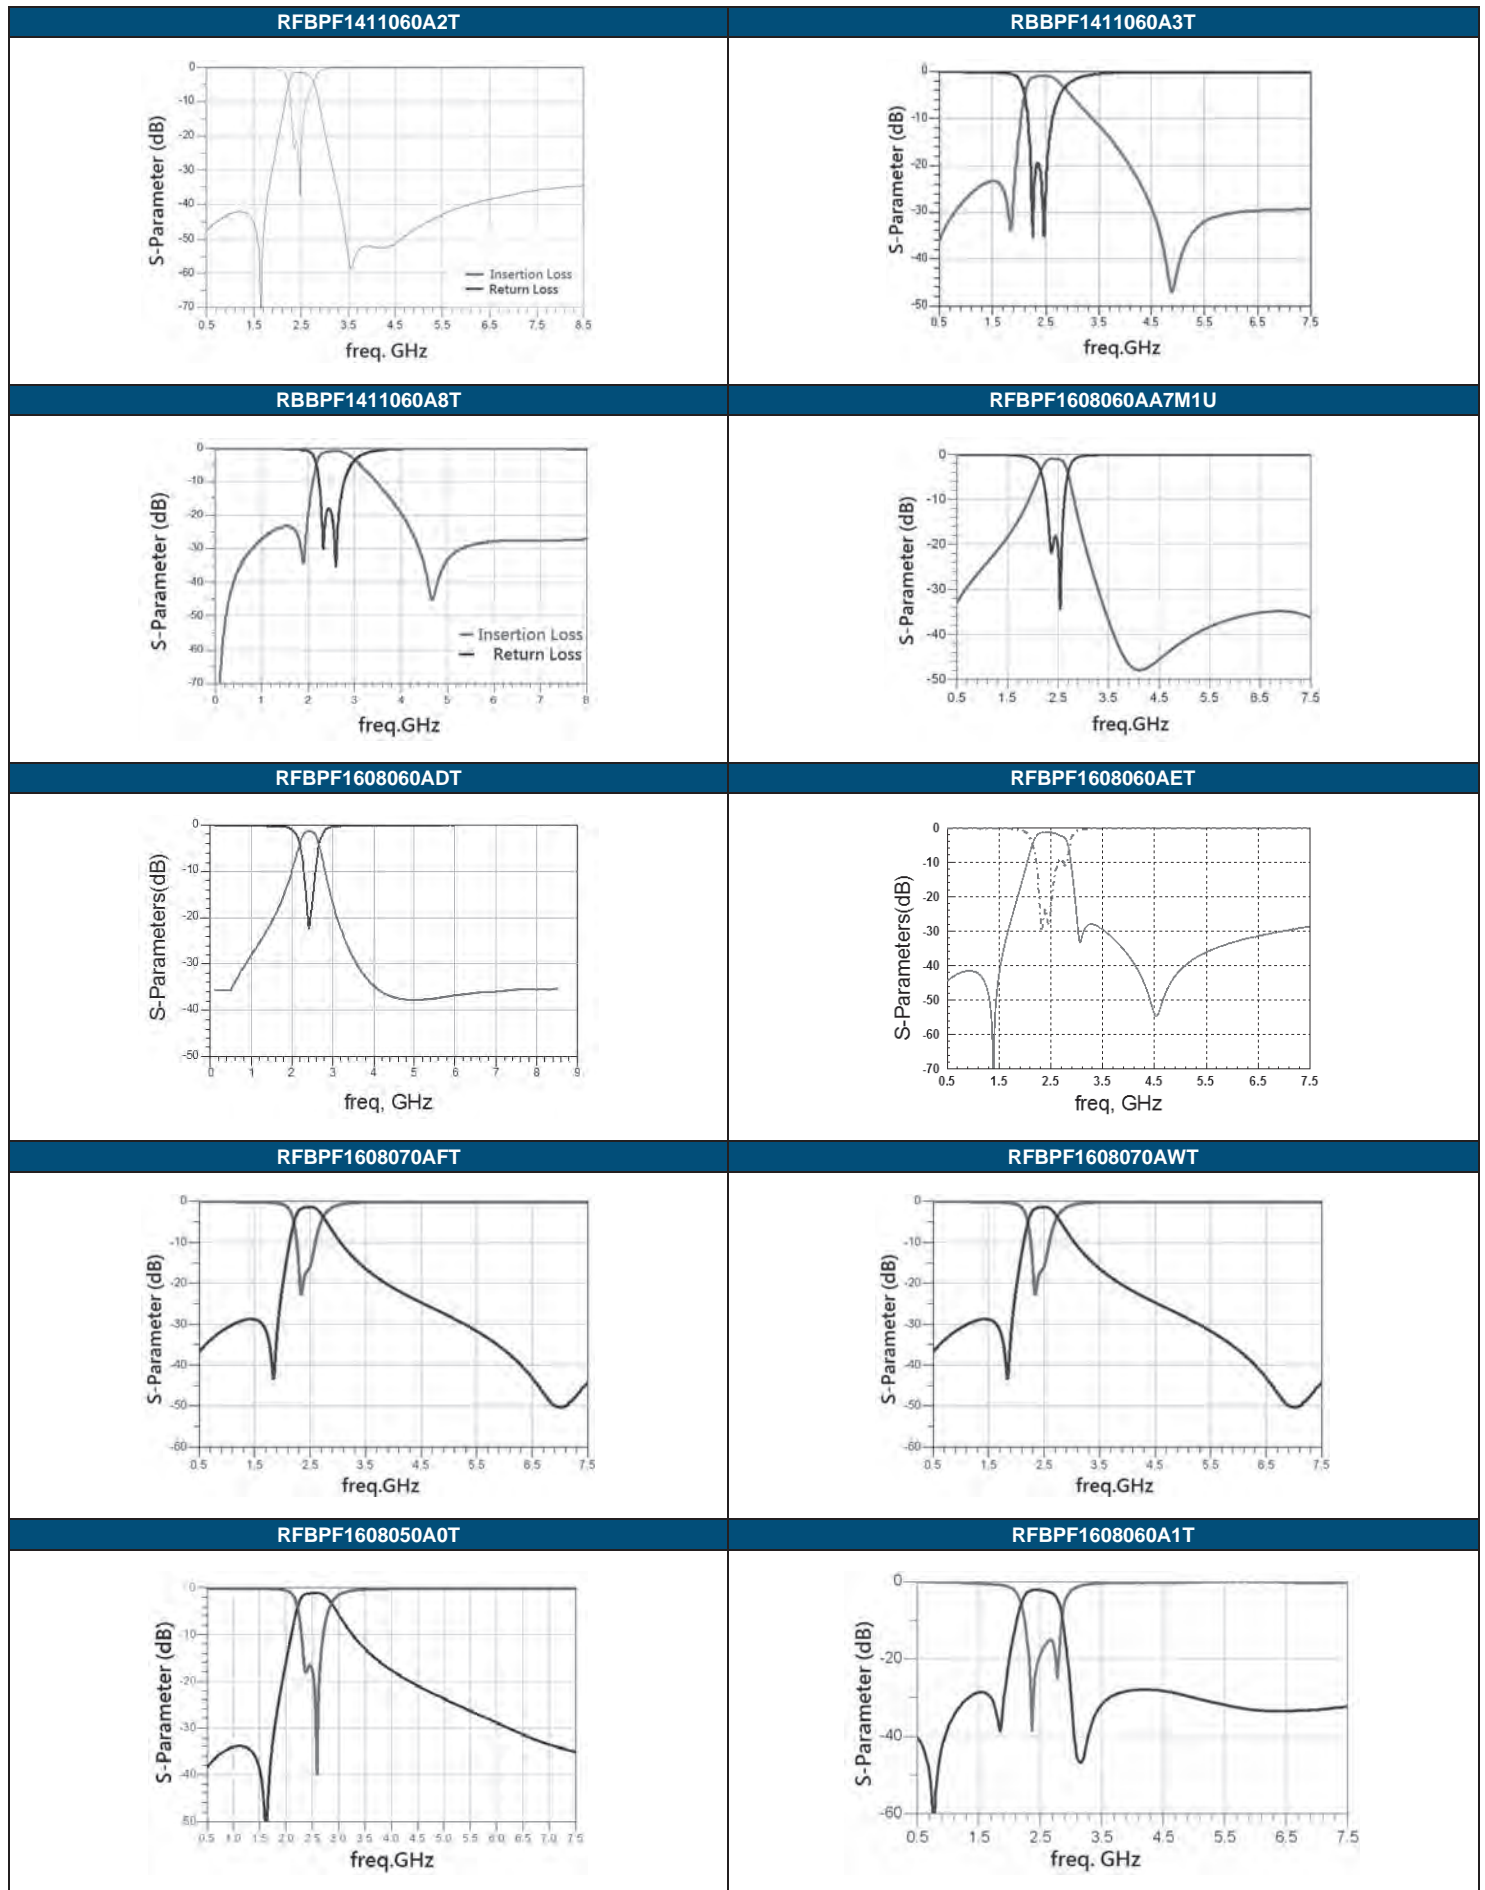 RFBPF1411060A2T
RBBPF1411060A3T
0
-10
-20
-30
-40
-50
-60
-70
S-Parameter (dB)
Insertion Loss
Return Loss
0.5 1.5 2.5 3.5 4.5 5.5 6.5 7.5 8.5
freq. GHz
0
-10
-20
-30
-40
-50
S-Parameter (dB)
0.5 1.5 2.5 3.5 4.5 5.5 6.5 7.5
freq.GHz
RBBPF1411060A8T
RFBPF1608060AA7M1U
0
-10
-20
-30
-40
-50
-60
-70
S-Parameter (dB)
Insertion Loss
Return Loss
0 1 2 3 4 5 6 7 8
freq.GHz
0
-10
-20
-30
-40
-50
S-Parameter (dB)
0.5 1.5 2.5 3.5 4.5 5.5 6.5 7.5
freq.GHz
RFBPF1608060ADT
RFBPF1608060AET
0
-10
-20
-30
-40
-50
S-Parameters(dB)
0 1 2 3 4 5 6 7 8 9
freq, GHz
0
-10
-20
-30
-40
-50
-60
-70
S-Parameters(dB)
0.5 1.5 2.5 3.5 4.5 5.5 6.5 7.5
freq, GHz
RFBPF1608070AFT
RFBPF1608070AWT
0
-10
-20
-30
-40
-50
-60
S-Parameter (dB)
0.5 1.5 2.5 3.5 4.5 5.5 6.5 7.5
freq.GHz
0
-10
-20
-30
-40
-50
-60
S-Parameter (dB)
0.5 1.5 2.5 3.5 4.5 5.5 6.5 7.5
freq.GHz
RFBPF1608050A0T
RFBPF1608060A1T
0
-10
-20
-30
-40
50
S-Parameter (dB)
0.5 1.0 1.5 2.0 2.5 3.0 3.5 4.0 4.5 5.0 5.5 6.0 6.5 7.0 7.5
freq.GHz
0
-20
-40
-60
S-Parameter (dB)
0.5 1.5 2.5 3.5 4.5 5.5 6.5 7.5
freq. GHz